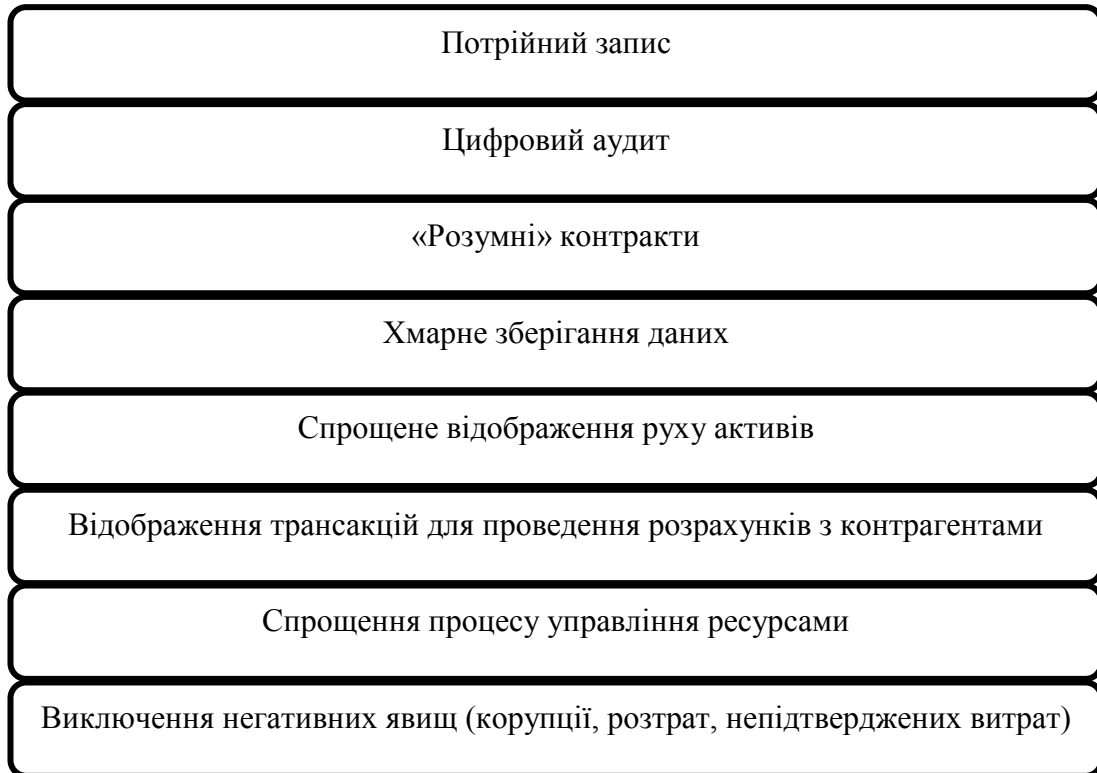 Потрійний запис
Цифровий аудит
«Розумні» контракти
Хмарне зберігання даних
Спрощене відображення руху активів
Відображення трансакцій для проведення розрахунків з контрагентами
Спрощення процесу управління ресурсами
Виключення негативних явищ (корупції, розтрат, непідтверджених витрат)